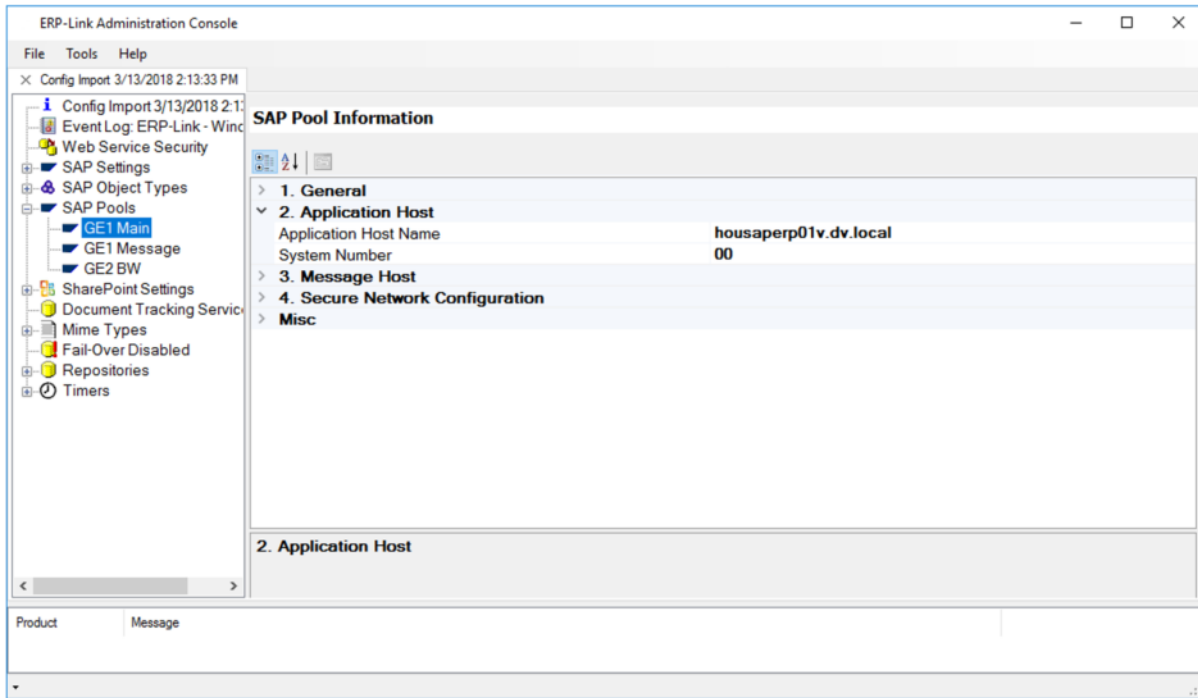 ERP-Link Administration Console
File Tools Help
Config Import 3/13/2018 2:13:33 PM
Config Import 3/13/2018 2:1
Event Log: ERP-Link - Wind
Web Service Security
SAP Settings
SAP Object Types
SAP Pools
GE1 Main
GE1 Message
GE2 BW
SharePoint Settings
Document Tracking Servic
Mime Types
Fail-Over Disabled
Repositories
Timers
SAP Pool Information
1. General
2. Application Host
Application Host Name housaperp01v.dv.local
System Number 00
3. Message Host
4. Secure Network Configuration
Misc
2. Application Host
Product Message